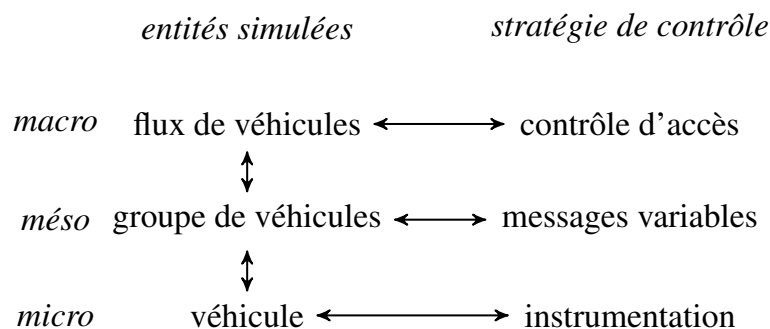 entités simulées stratégie de contrôle
macro flux de véhicules contrôle d'accès
méso groupe de véhicules messages variables
micro véhicule instrumentation